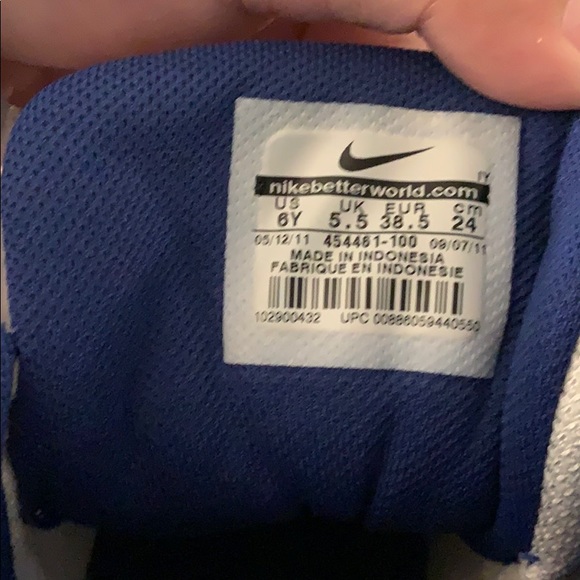 TY
nikebetterworld.com
US UK EUR cm
6Y 5.5 38.5 24
05/12/11 454461-100 09/07/11
MADE IN INDONESIA
FABRIQUE EN INDONESIE
102900432 UPC 00886059440550